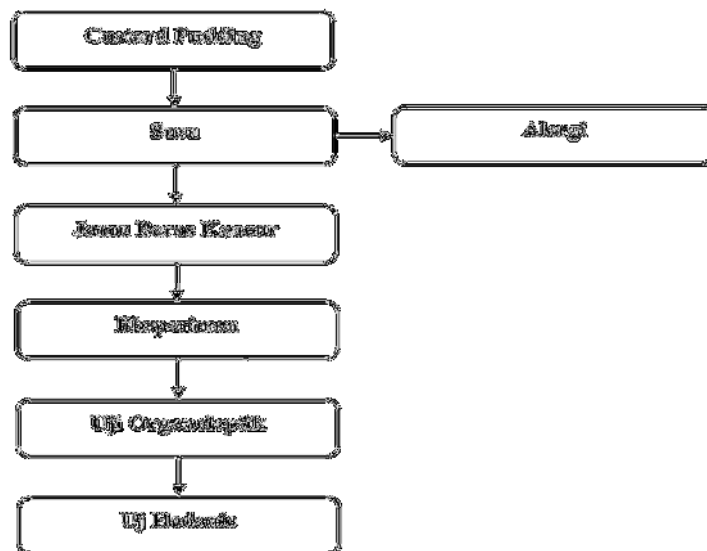 Custard Pudding
Susu
Alergi
Jamu Beras Kencur
Eksperimen
Uji Organoleptik
Uji Hedonik